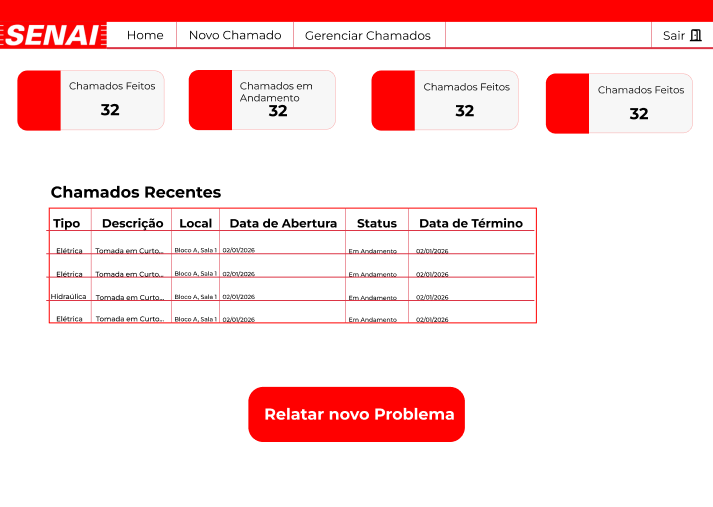 SENAI Home Novo Chamado Gerenciar Chamados Sair
Chamados Feitos
32
Chamados em
Andamento
32
Chamados Feitos
32
Chamados Feitos
32
Chamados Recentes
Tipo Descrição Local Data de Abertura Status Data de Término
Elétrica Tomada em Curto... Bloco A, Sala 1 02/01/2026 Em Andamento 02/01/2026
Elétrica Tomada em Curto... Bloco A, Sala 1 02/01/2026 Em Andamento 02/01/2026
Hidraúlica Tomada em Curto... Bloco A, Sala 1 02/01/2026 Em Andamento 02/01/2026
Elétrica Tomada em Curto... Bloco A, Sala 1 02/01/2026 Em Andamento 02/01/2026
Relatar novo Problema